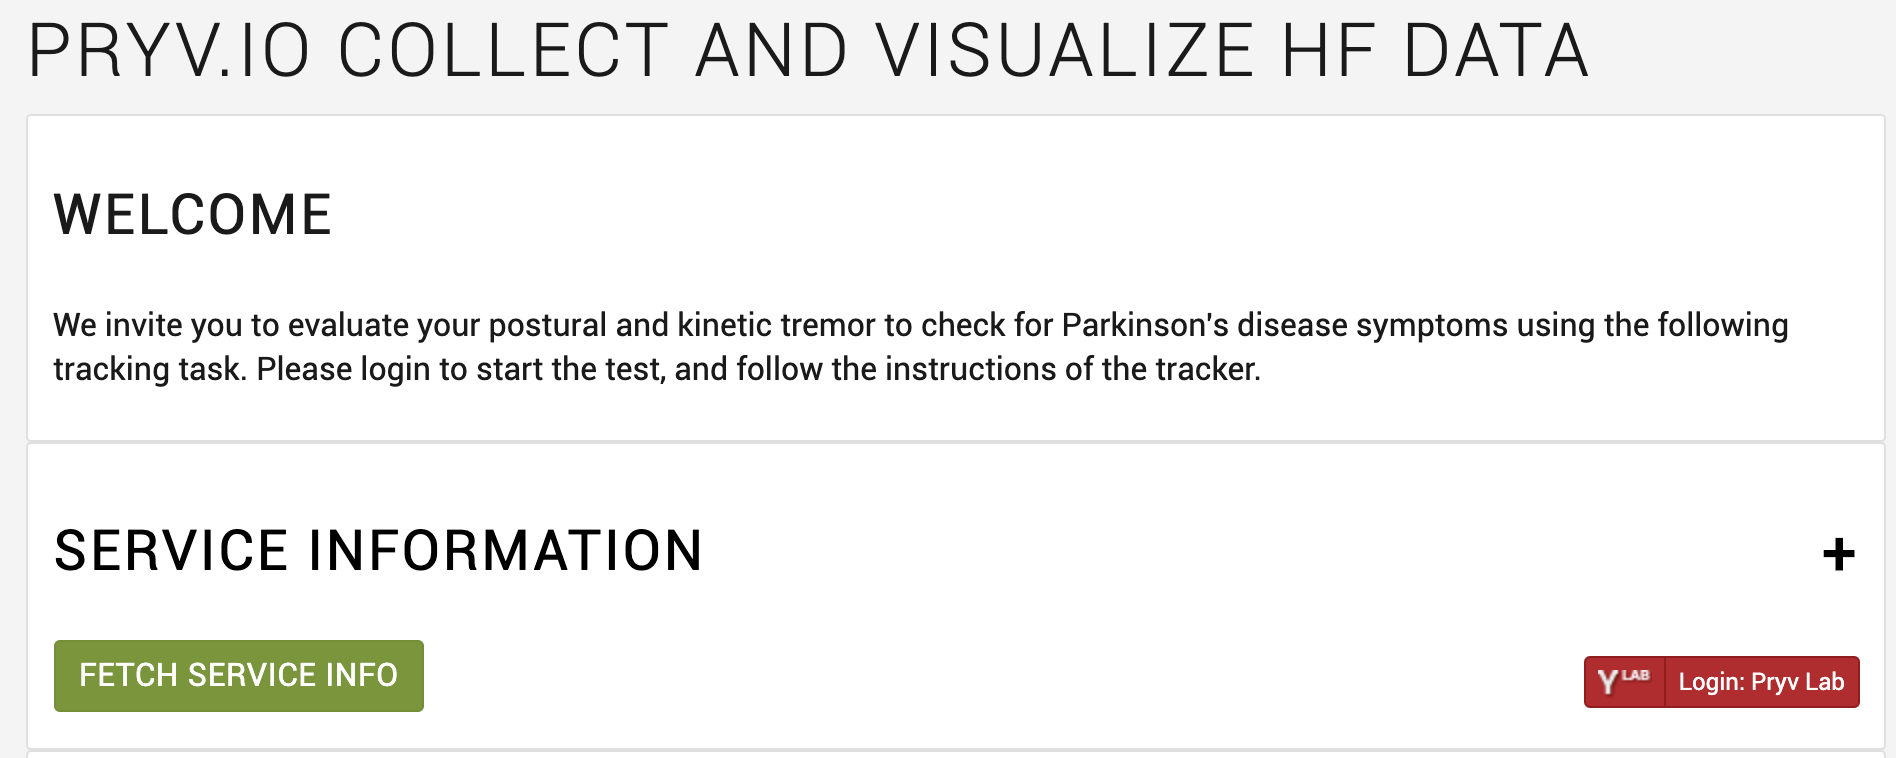 PRYV.IO COLLECT AND VISUALIZE HF DATA
WELCOME
We invite you to evaluate your postural and kinetic tremor to check for Parkinson's disease symptoms using the following
tracking task. Please login to start the test, and follow the instructions of the tracker.
SERVICE INFORMATION
+
FETCH SERVICE INFO
Y LAB Login: Pryv Lab